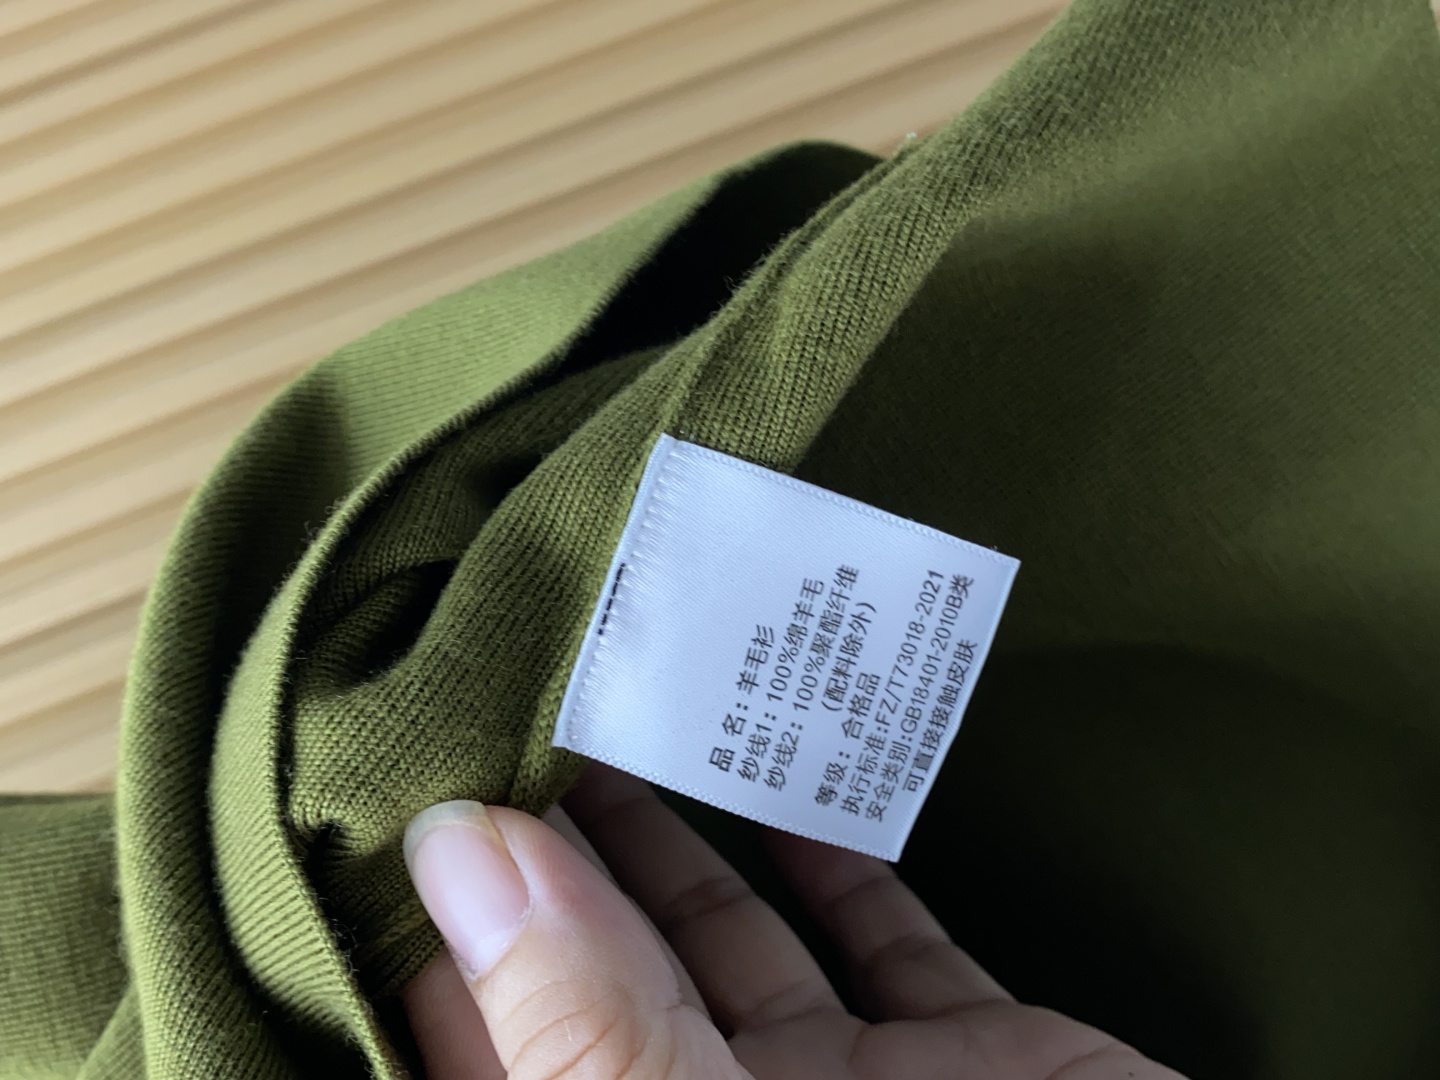 品 名：羊毛衫
纱线1：100%绵羊毛
纱线2：100%聚酯纤维
(配料除外)
等级：合格品
执行标准:FZ/T73018-2021
安全类别:GB18401-2010B类
可直接接触皮肤